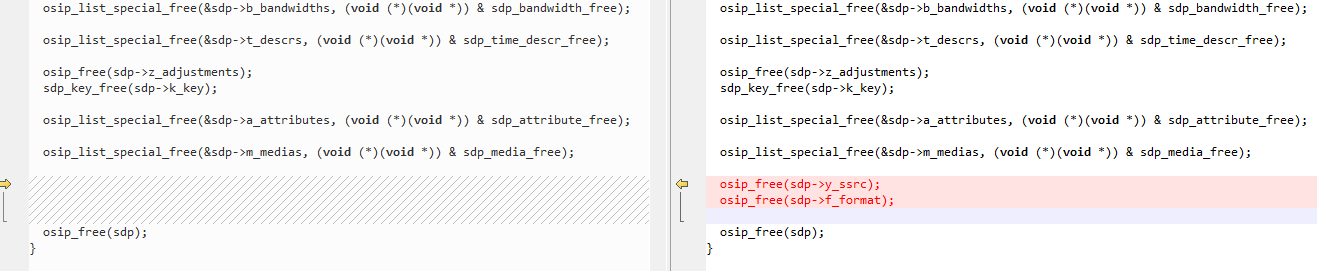 osip_list_special_free(&sdp->b_bandwidths, (void (*)(void *)) & sdp_bandwidth_free);
osip_list_special_free(&sdp->t_descrs, (void (*)(void *)) & sdp_time_descr_free);
osip_free(sdp->z_adjustments);
sdp_key_free(sdp->k_key);
osip_list_special_free(&sdp->a_attributes, (void (*)(void *)) & sdp_attribute_free);
osip_list_special_free(&sdp->m_medias, (void (*)(void *)) & sdp_media_free);
osip_free(sdp);
}
osip_list_special_free(&sdp->b_bandwidths, (void (*)(void *)) & sdp_bandwidth_free);
osip_list_special_free(&sdp->t_descrs, (void (*)(void *)) & sdp_time_descr_free);
osip_free(sdp->z_adjustments);
sdp_key_free(sdp->k_key);
osip_list_special_free(&sdp->a_attributes, (void (*)(void *)) & sdp_attribute_free);
osip_list_special_free(&sdp->m_medias, (void (*)(void *)) & sdp_media_free);
osip_free(sdp->y_ssrc);
osip_free(sdp->f_format);
osip_free(sdp);
}